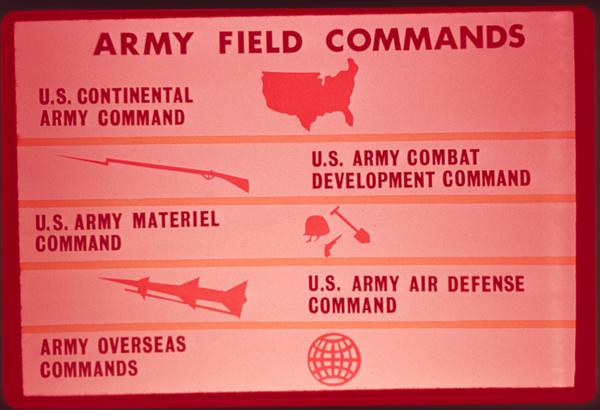 ARMY FIELD COMMANDS
U.S. CONTINENTAL
ARMY COMMAND
U.S. ARMY COMBAT
DEVELOPMENT COMMAND
U.S. ARMY MATERIEL
COMMAND
U.S. ARMY AIR DEFENSE
COMMAND
ARMY OVERSEAS
COMMANDS